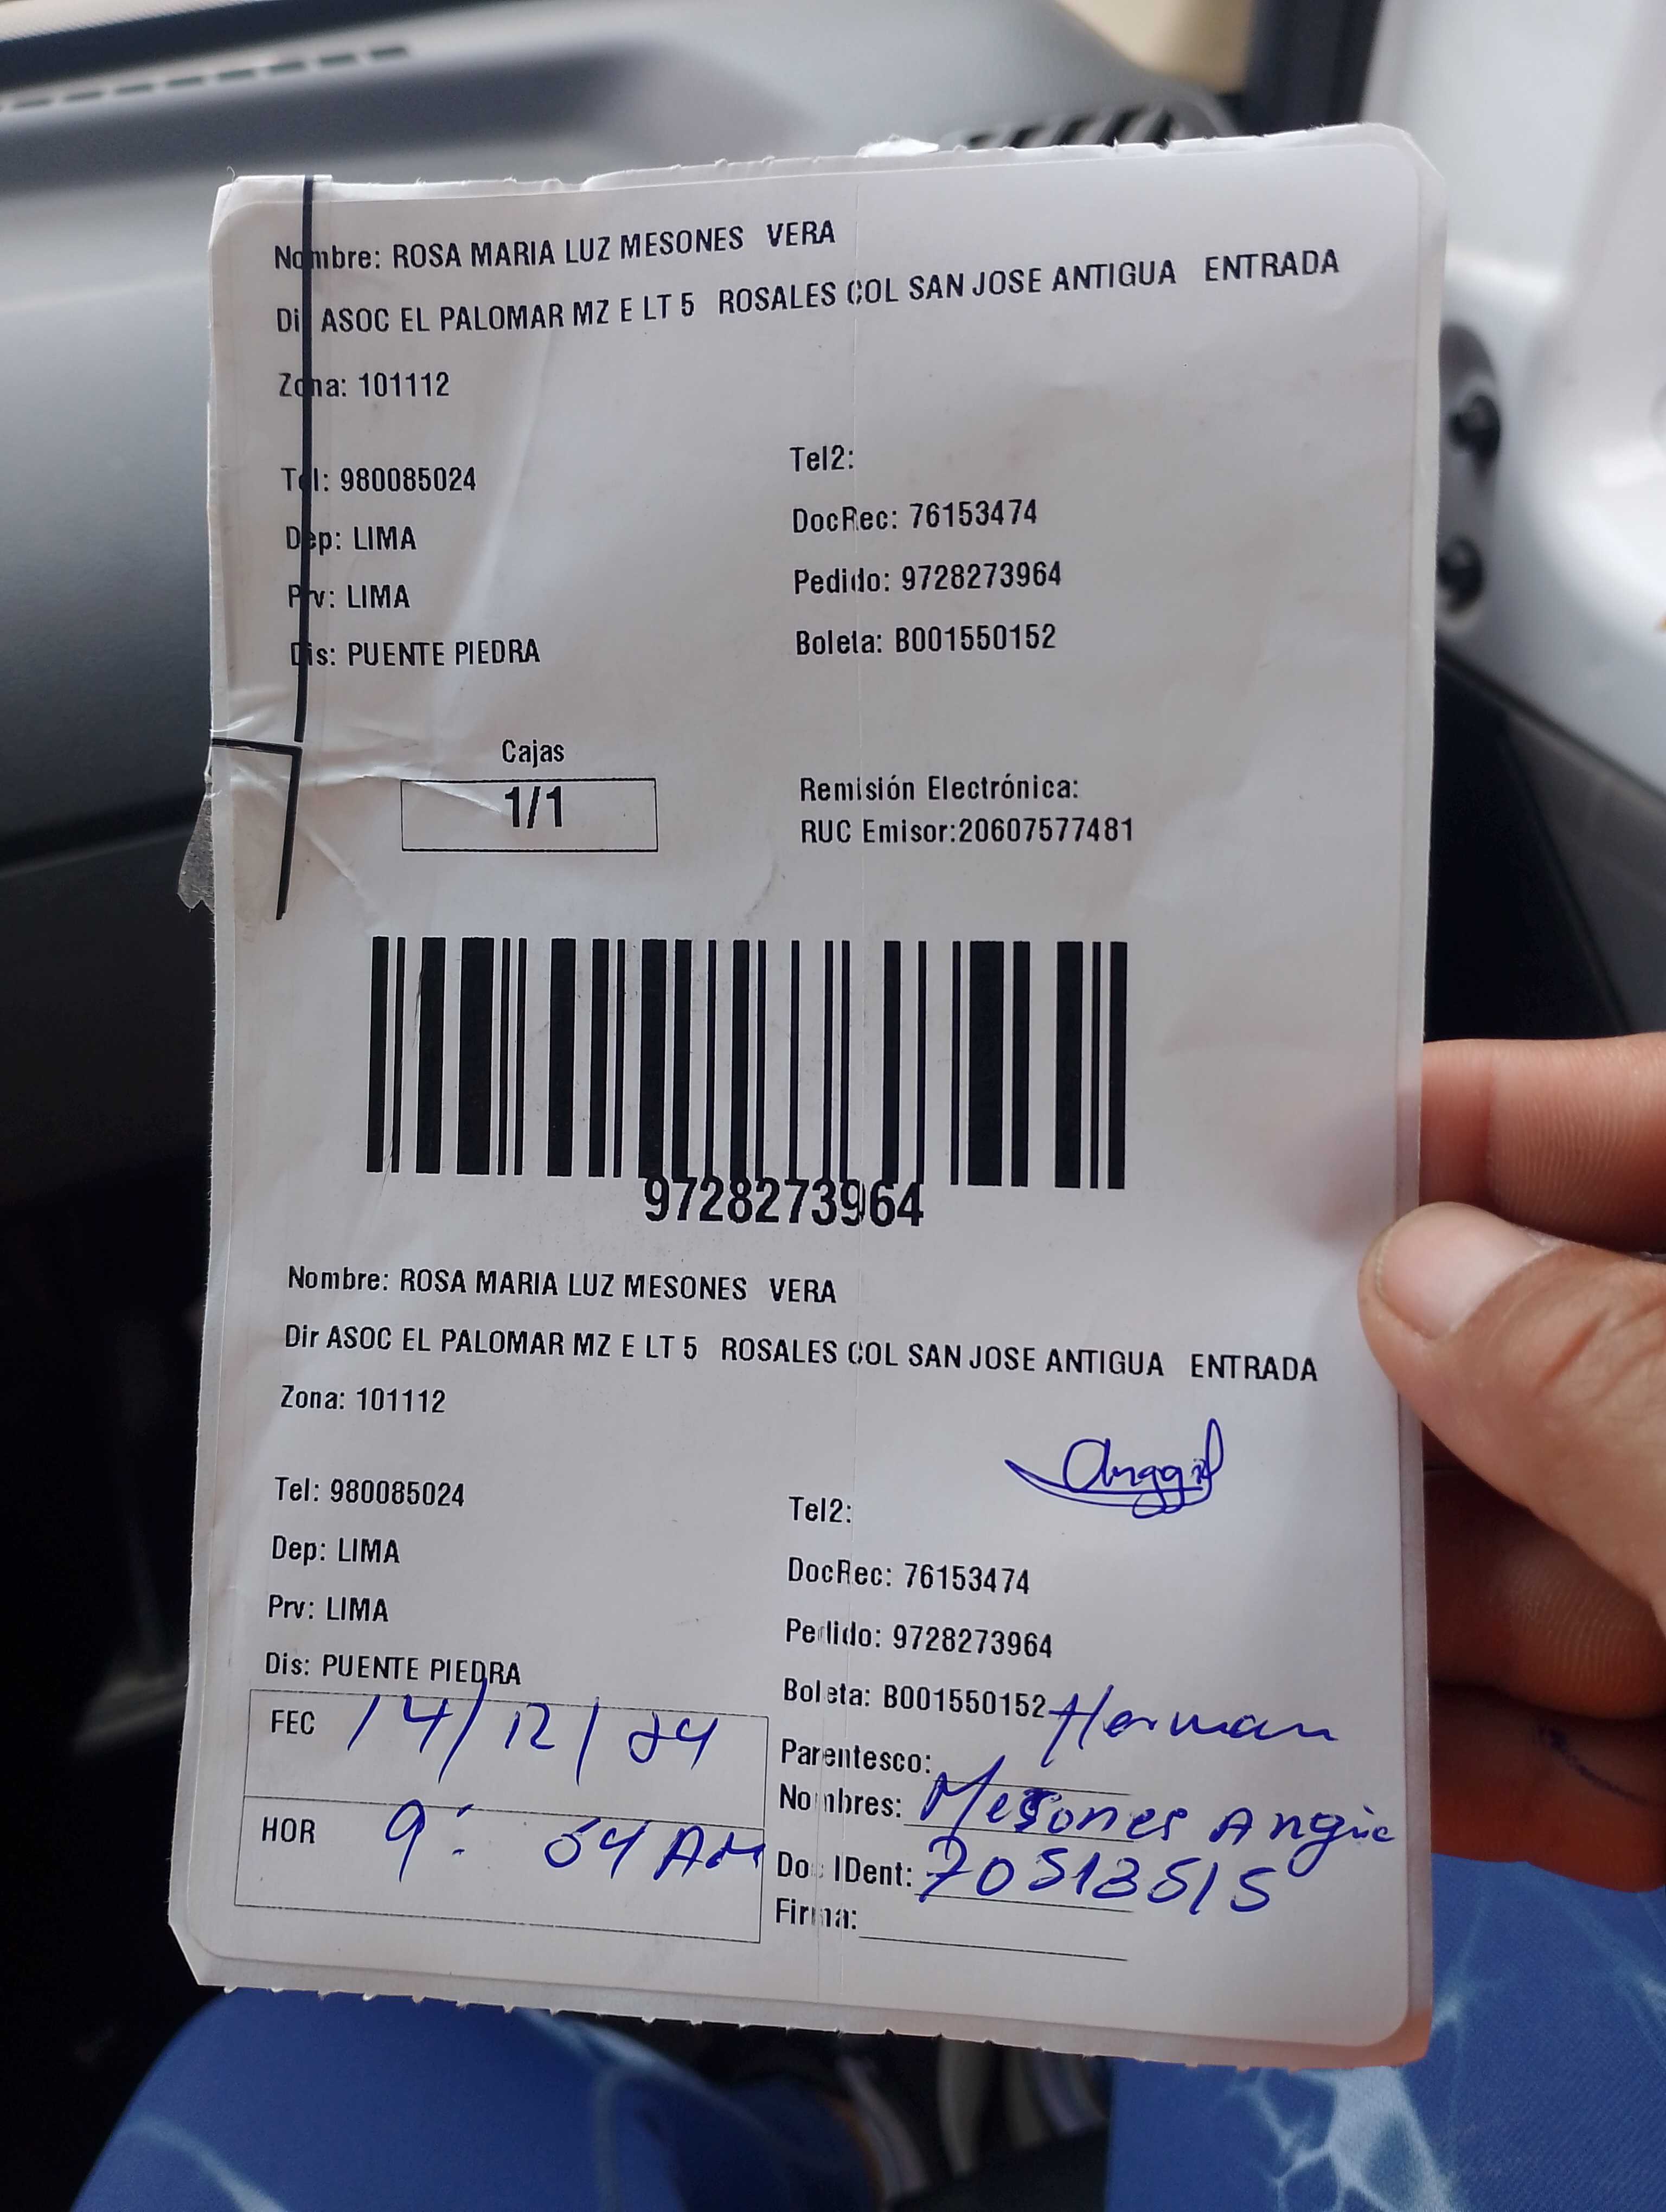 Nombre: ROSA MARIA LUZ MESONES VERA
Dir ASOC EL PALOMAR MZ E LT 5 ROSALES COL SAN JOSE ANTIGUA ENTRADA
Zona: 101112
Tel: 980085024
Tel2:
Dep: LIMA
DocRec: 76153474
Prv: LIMA
Pedido: 9728273964
Dis: PUENTE PIEDRA
Boleta: B001550152
Cajas
1/1
Remisión Electrónica:
RUC Emisor:20607577481
9728273964
Nombre: ROSA MARIA LUZ MESONES VERA
Dir ASOC EL PALOMAR MZ E LT 5 ROSALES COL SAN JOSE ANTIGUA ENTRADA
Zona: 101112
Tel: 980085024
Tel2:
Dep: LIMA
DocRec: 76153474
Prv: LIMA
Pedido: 9728273964
Dis: PUENTE PIEDRA
Boleta: B001550152
FEC 14/12/24
Parentesco: Herman
Nombres: Mesones Angie
HOR 9: 54 AM
Doc IDent:
Firma: